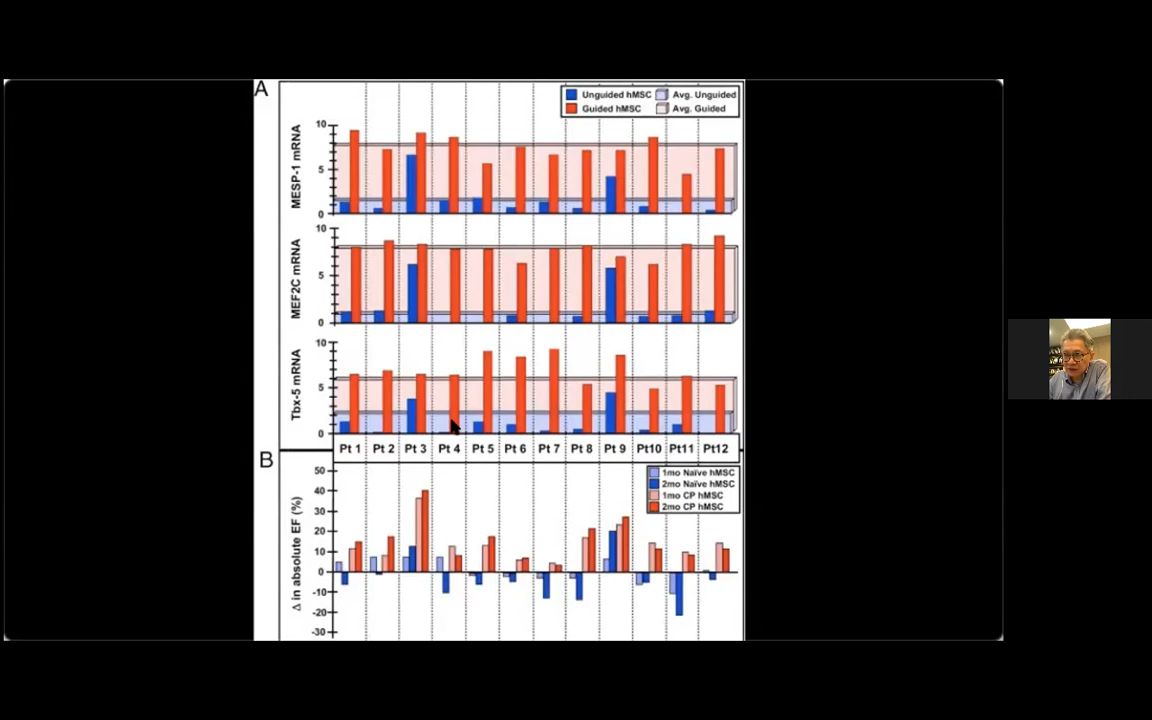 A
Unguided hMSC Avg. Unguided
Guided hMSC Avg. Guided
MESP-1 mRNA
10
5
0
MEF2C mRNA
10
5
0
Tbx-5 mRNA
10
5
0
Pt 1 Pt 2 Pt 3 Pt 4 Pt 5 Pt 6 Pt 7 Pt 8 Pt 9 Pt10 Pt11 Pt12
B
1mo Naïve hMSC
2mo Naïve hMSC
1mo CP hMSC
2mo CP hMSC
Δ in absolute EF (%)
50
40
30
20
10
0
-10
-20
-30